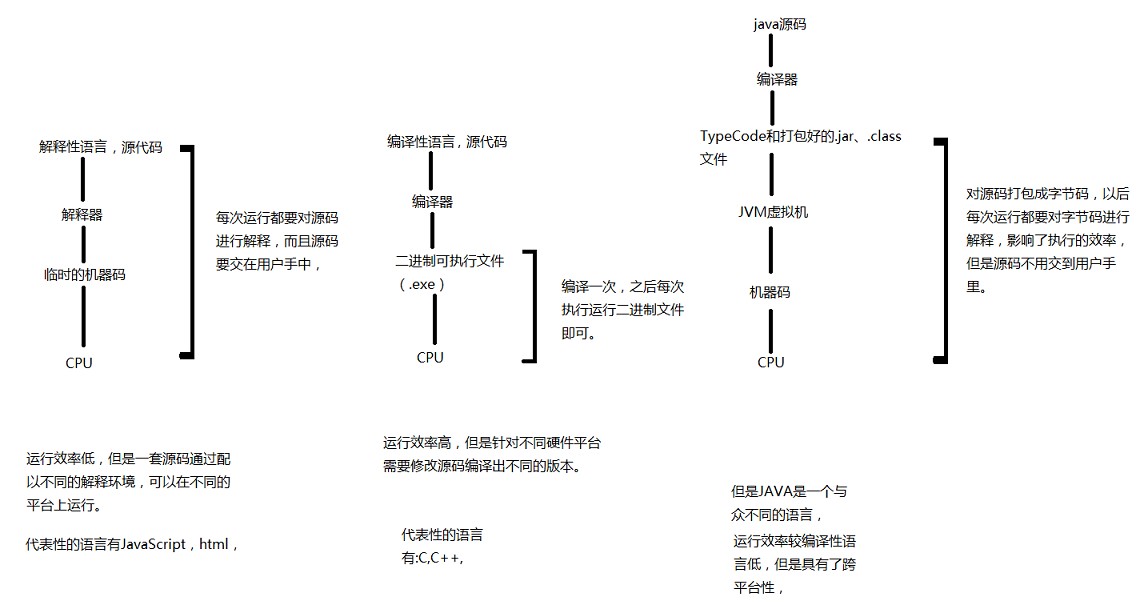 解释性语言，源代码
解释器
临时的机器码
CPU
每次运行都要对源码
进行解释，而且源码
要交在用户手中，
运行效率低，但是一套源码通过配
以不同的解释环境，可以在不同的
平台上运行。
代表性的语言有JavaScript，html，
编译性语言, 源代码
编译器
二进制可执行文件
（.exe）
CPU
编译一次，之后每次
执行运行二进制文件
即可。
运行效率高，但是针对不同硬件平台
需要修改源码编译出不同的版本。
代表性的语言
有:C,C++,
java源码
编译器
TypeCode和打包好的.jar、.class
文件
JVM虚拟机
机器码
CPU
对源码打包成字节码，以后
每次运行都要对字节码进行
解释，影响了执行的效率，
但是源码不用交到用户手
里。
但是JAVA是一个与
众不同的语言，
运行效率较编译性语
言低，但是具有了跨
平台性，